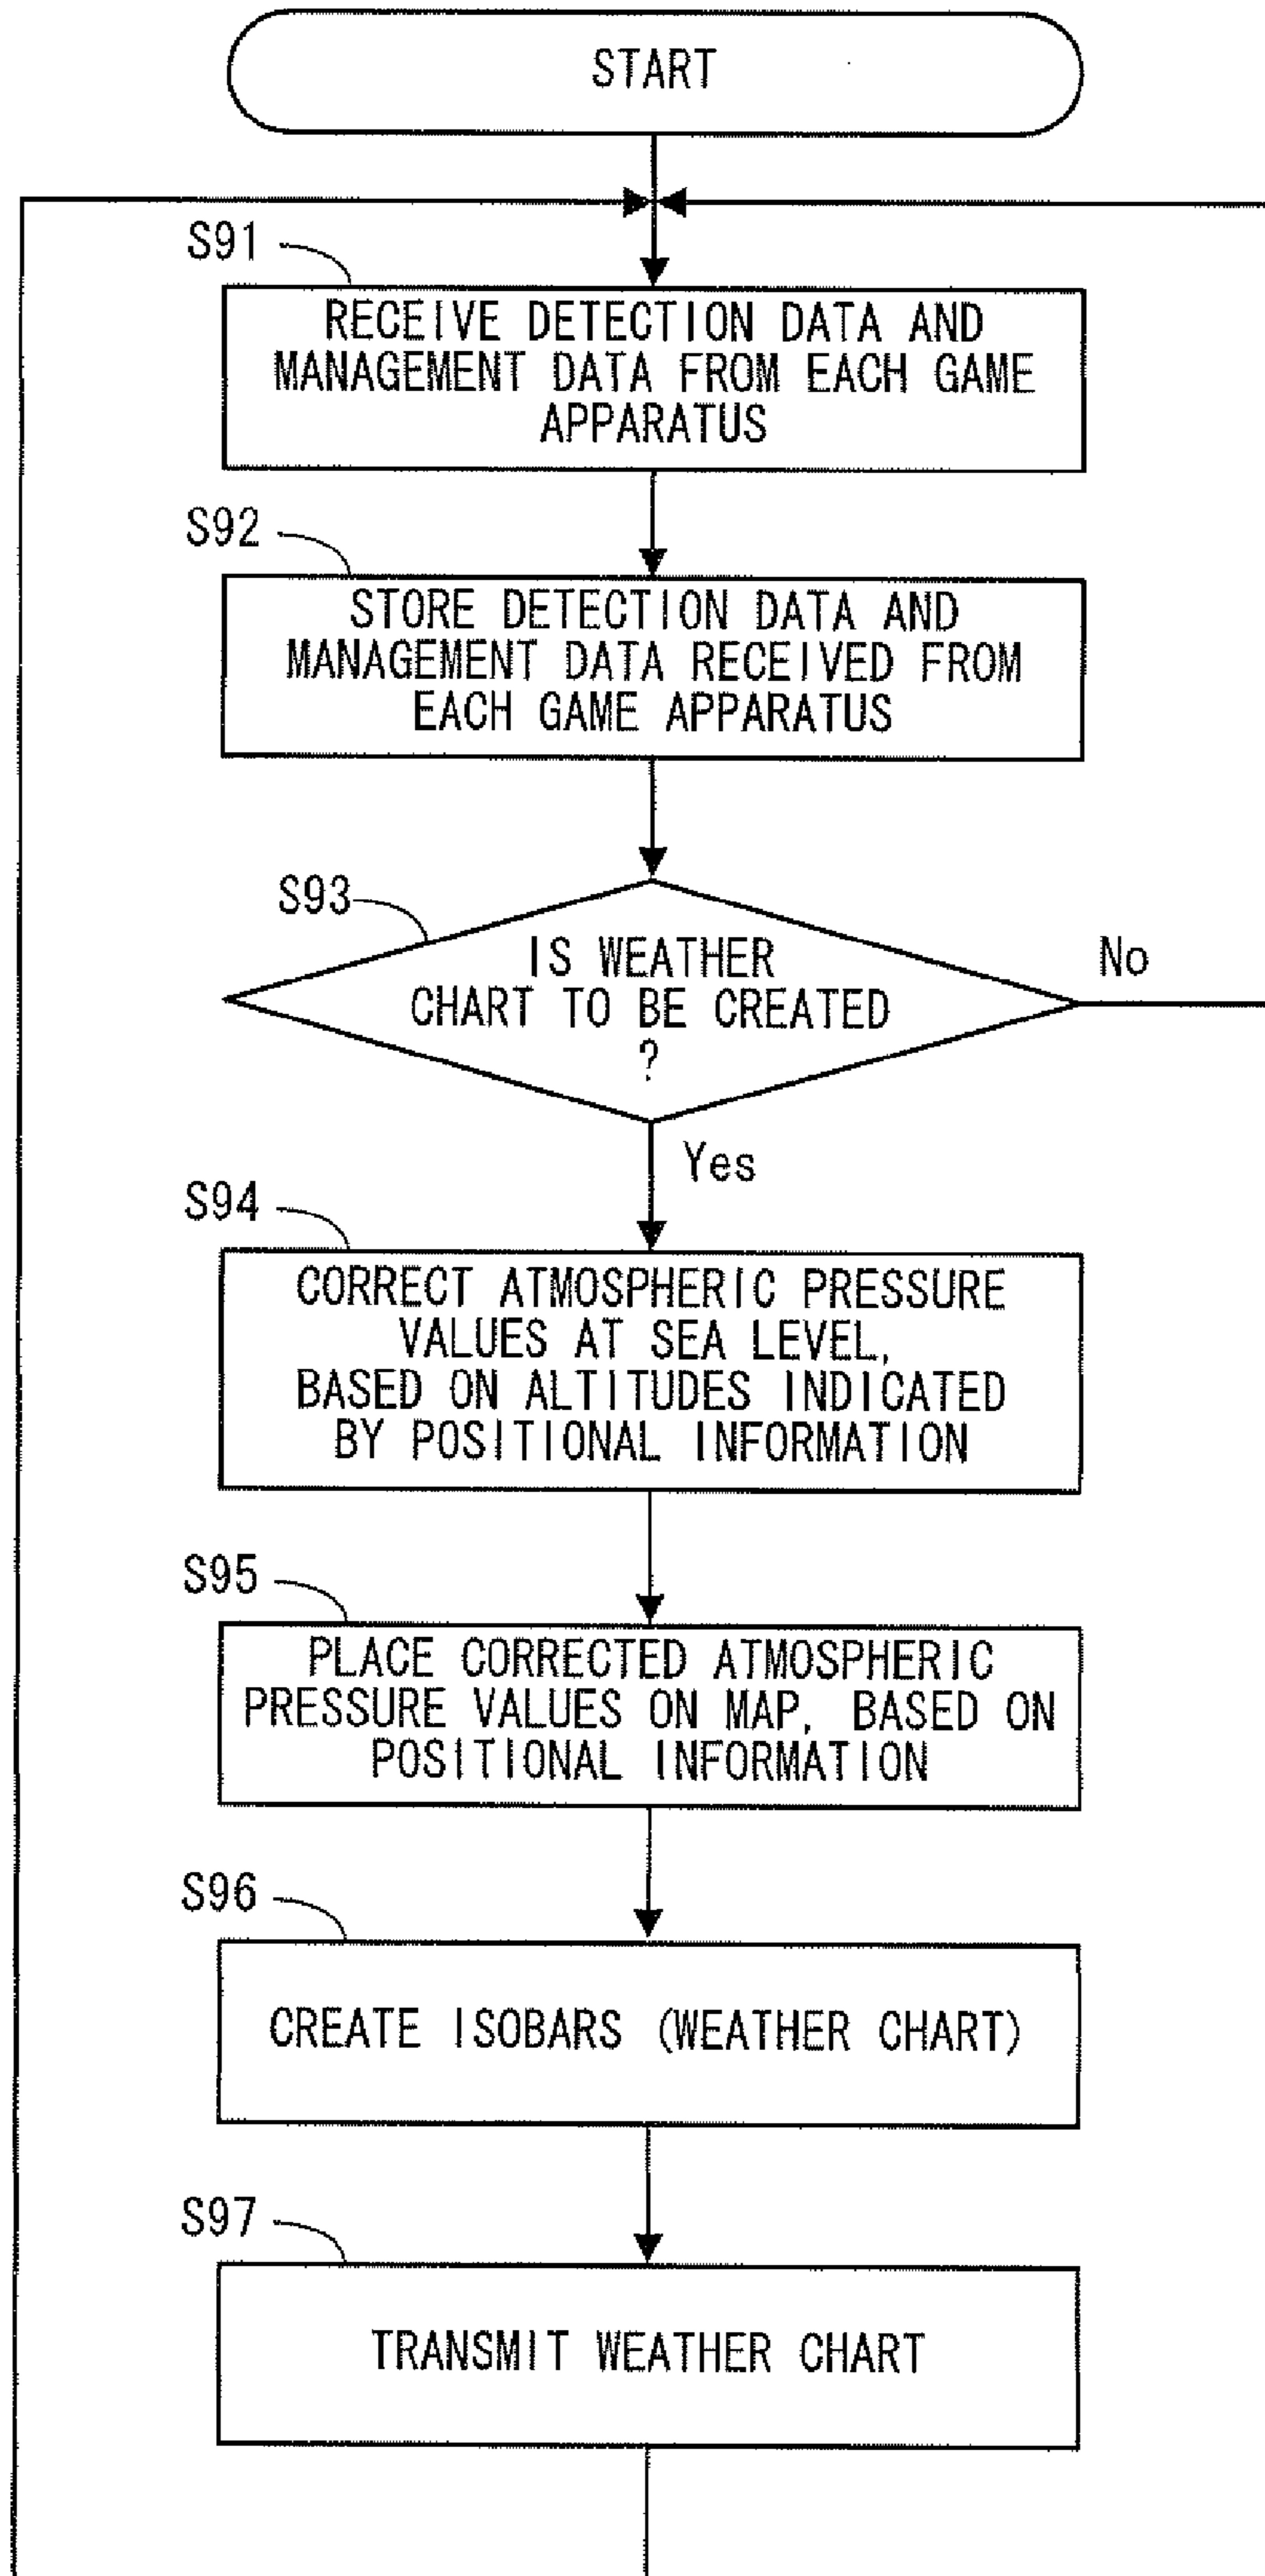 START
S91
RECEIVE DETECTION DATA AND
MANAGEMENT DATA FROM EACH GAME
APPARATUS
S92
STORE DETECTION DATA AND
MANAGEMENT DATA RECEIVED FROM
EACH GAME APPARATUS
S93
IS WEATHER
CHART TO BE CREATED
?
No
Yes
S94
CORRECT ATMOSPHERIC PRESSURE
VALUES AT SEA LEVEL,
BASED ON ALTITUDES INDICATED
BY POSITIONAL INFORMATION
S95
PLACE CORRECTED ATMOSPHERIC
PRESSURE VALUES ON MAP, BASED ON
POSITIONAL INFORMATION
S96
CREATE ISOBARS (WEATHER CHART)
S97
TRANSMIT WEATHER CHART